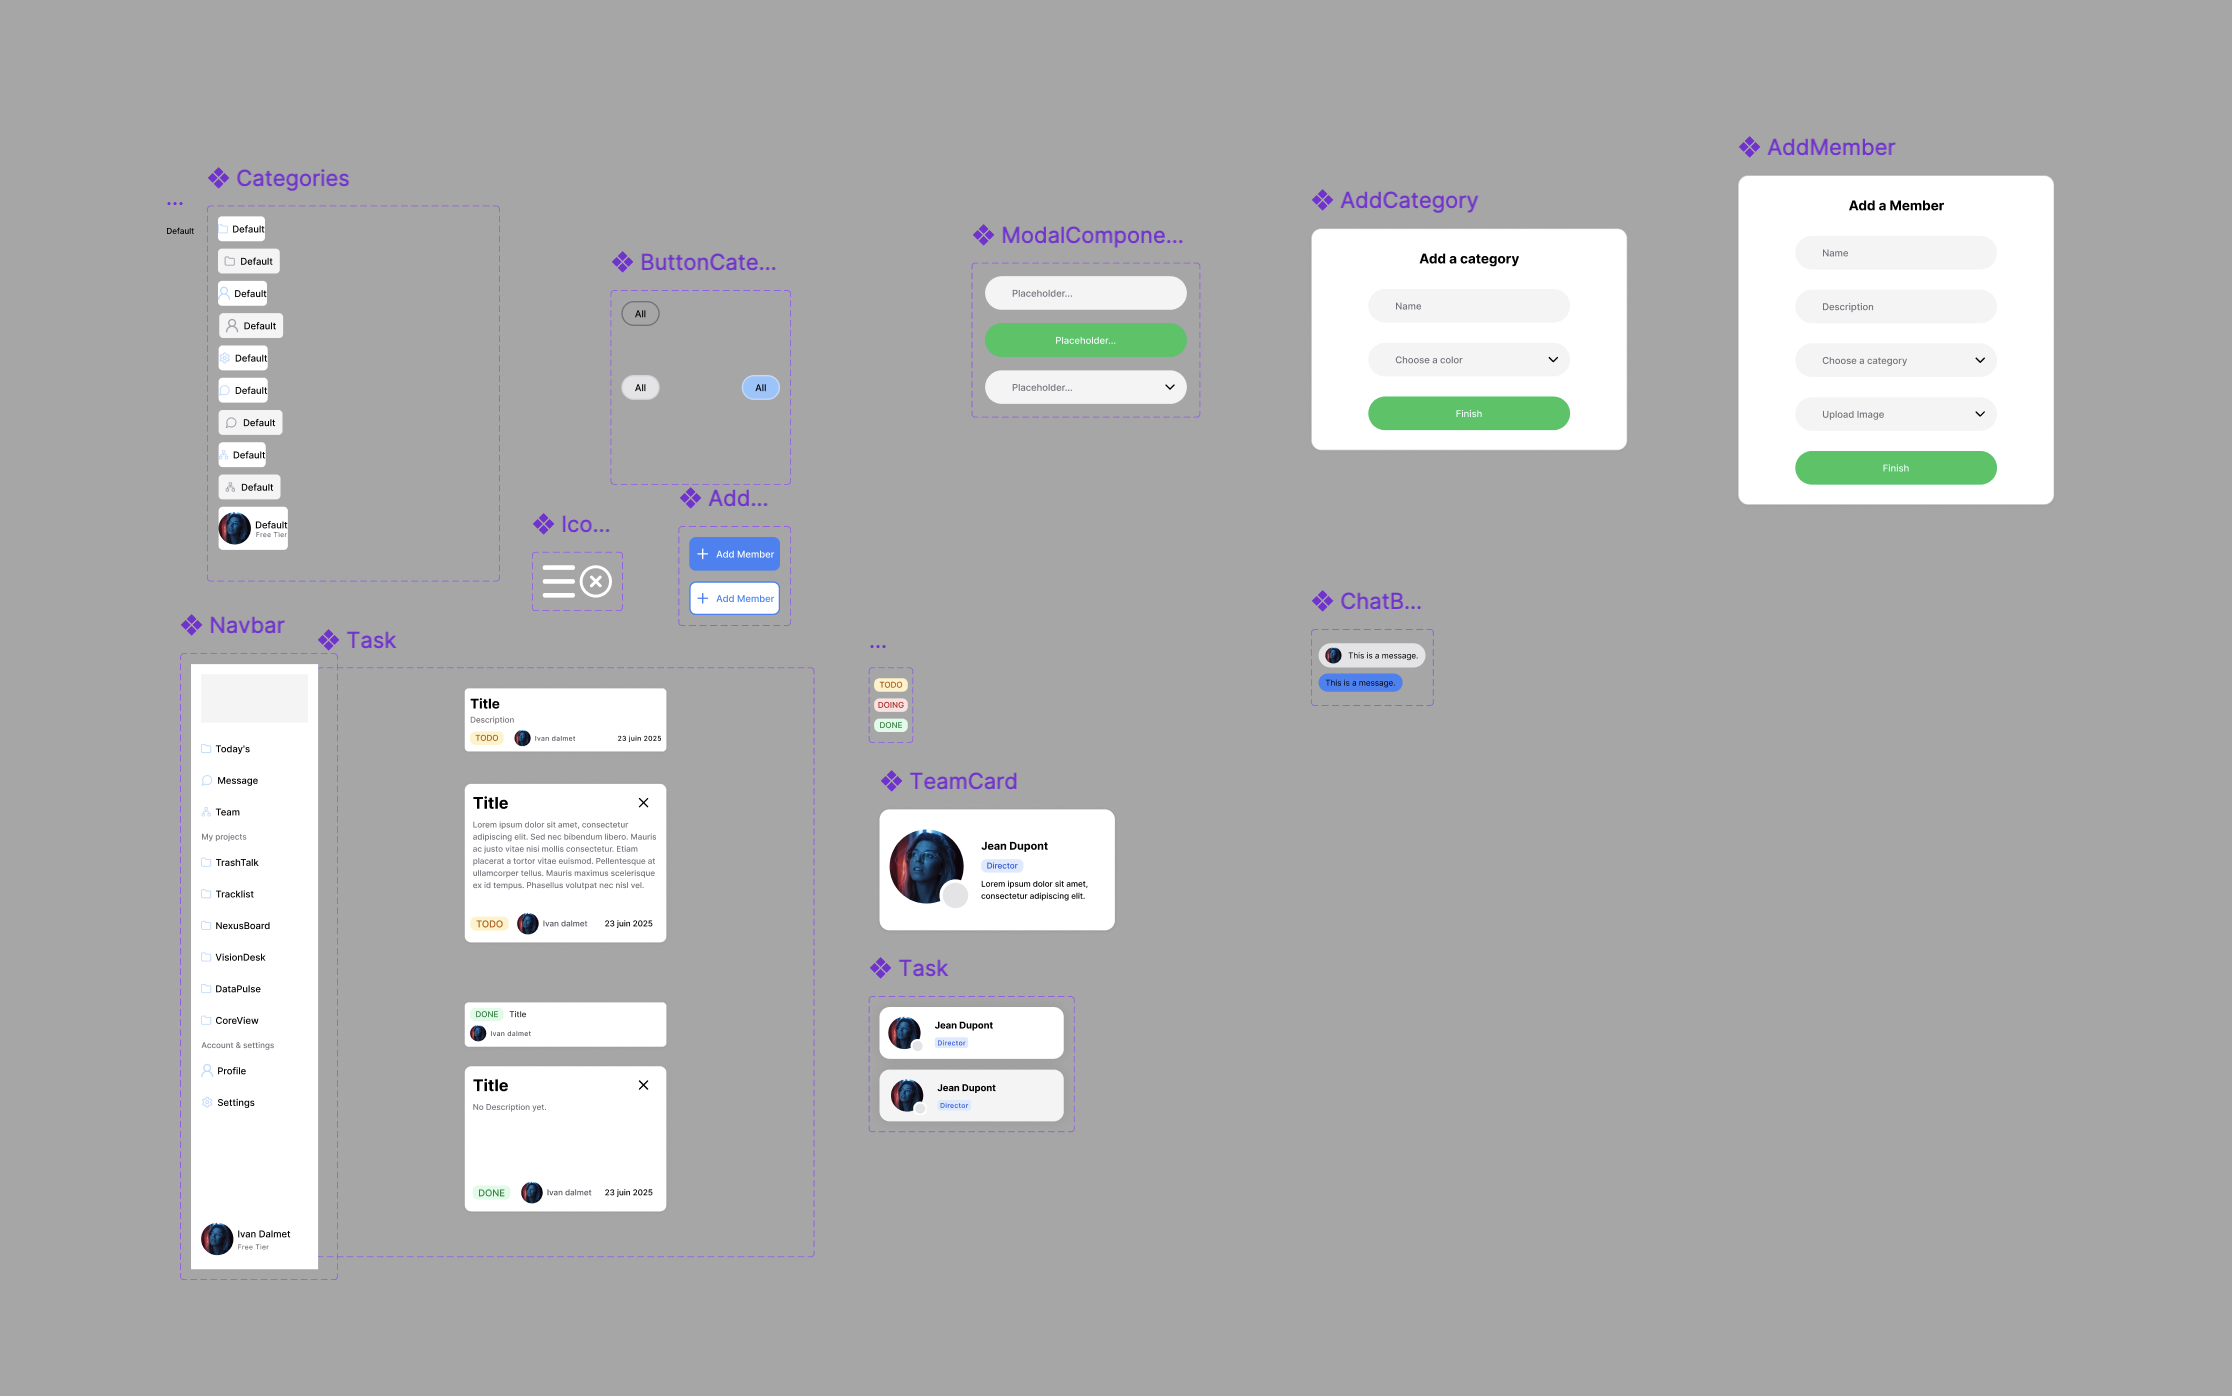 Categories
...
Default
Default
Default
Default
Default
Default
Default
Default
Default
Default
Default
Free Tier
ButtonCate...
All
All
All
Ico...
Add...
Add Member
Add Member
ModalCompone...
Placeholder...
Placeholder...
Placeholder...
AddCategory
Add a category
Name
Choose a color
Finish
AddMember
Add a Member
Name
Description
Choose a category
Upload Image
Finish
ChatB...
This is a message.
This is a message.
Navbar
Today's
Message
Team
My projects
TrashTalk
Tracklist
NexusBoard
VisionDesk
DataPulse
CoreView
Account & settings
Profile
Settings
Ivan Dalmet
Free Tier
Task
Title
Description
TODO Ivan dalmet 23 juin 2025
Title
Lorem ipsum dolor sit amet, consectetur
adipiscing elit. Sed nec bibendum libero. Mauris
ac justo vitae nisi mollis consectetur. Etiam
placerat a tortor vitae euismod. Pellentesque at
ullamcorper tellus. Mauris maximus scelerisque
ex id tempus. Phasellus volutpat nec nisl vel.
TODO Ivan dalmet 23 juin 2025
DONE Title
Ivan dalmet
Title
No Description yet.
DONE Ivan dalmet 23 juin 2025
...
TODO
DOING
DONE
TeamCard
Jean Dupont
Director
Lorem ipsum dolor sit amet,
consectetur adipiscing elit.
Task
Jean Dupont
Director
Jean Dupont
Director